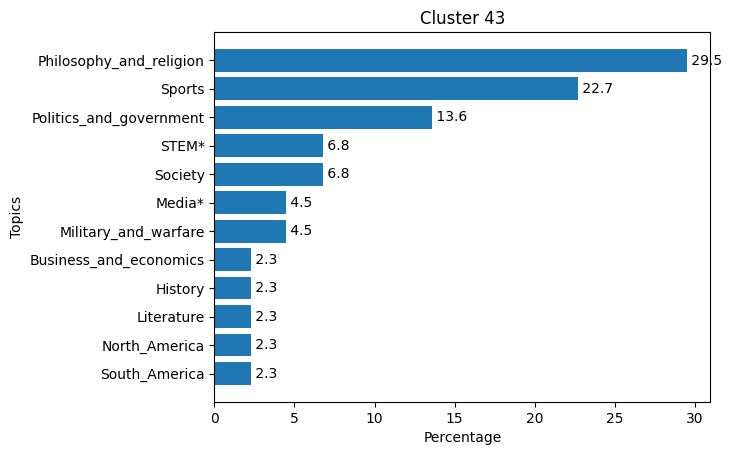 Cluster 43
Philosophy_and_religion 29.5
Sports 22.7
Politics_and_government 13.6
STEM* 6.8
Society 6.8
Media* 4.5
Military_and_warfare 4.5
Business_and_economics 2.3
History 2.3
Literature 2.3
North_America 2.3
South_America 2.3
Topics
0 5 10 15 20 25 30
Percentage